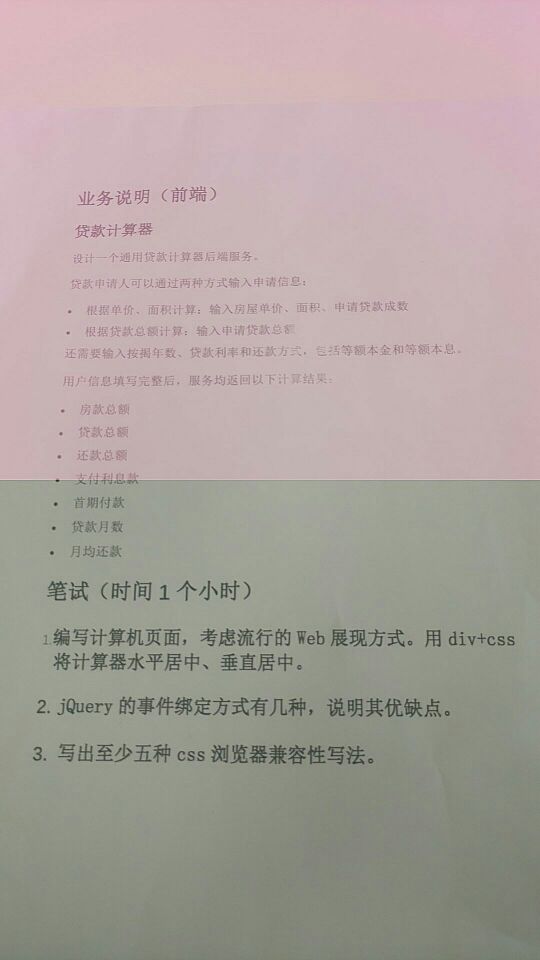 业务说明（前端）
贷款计算器
设计一个通用贷款计算器后端服务。
贷款申请人可以通过两种方式输入申请信息：
• 根据单价、面积计算：输入房屋单价、面积、申请贷款成数
• 根据贷款总额计算：输入申请贷款总额
还需要输入按揭年数、贷款利率和还款方式，包括等额本金和等额本息。
用户信息填写完整后，服务均返回以下计算结果：
• 房款总额
• 贷款总额
• 还款总额
• 支付利息款
• 首期付款
• 贷款月数
• 月均还款
笔试（时间 1 个小时）
1.编写计算机页面，考虑流行的 Web 展现方式。用 div+css
将计算器水平居中、垂直居中。
2. jQuery 的事件绑定方式有几种，说明其优缺点。
3. 写出至少五种 css 浏览器兼容性写法。